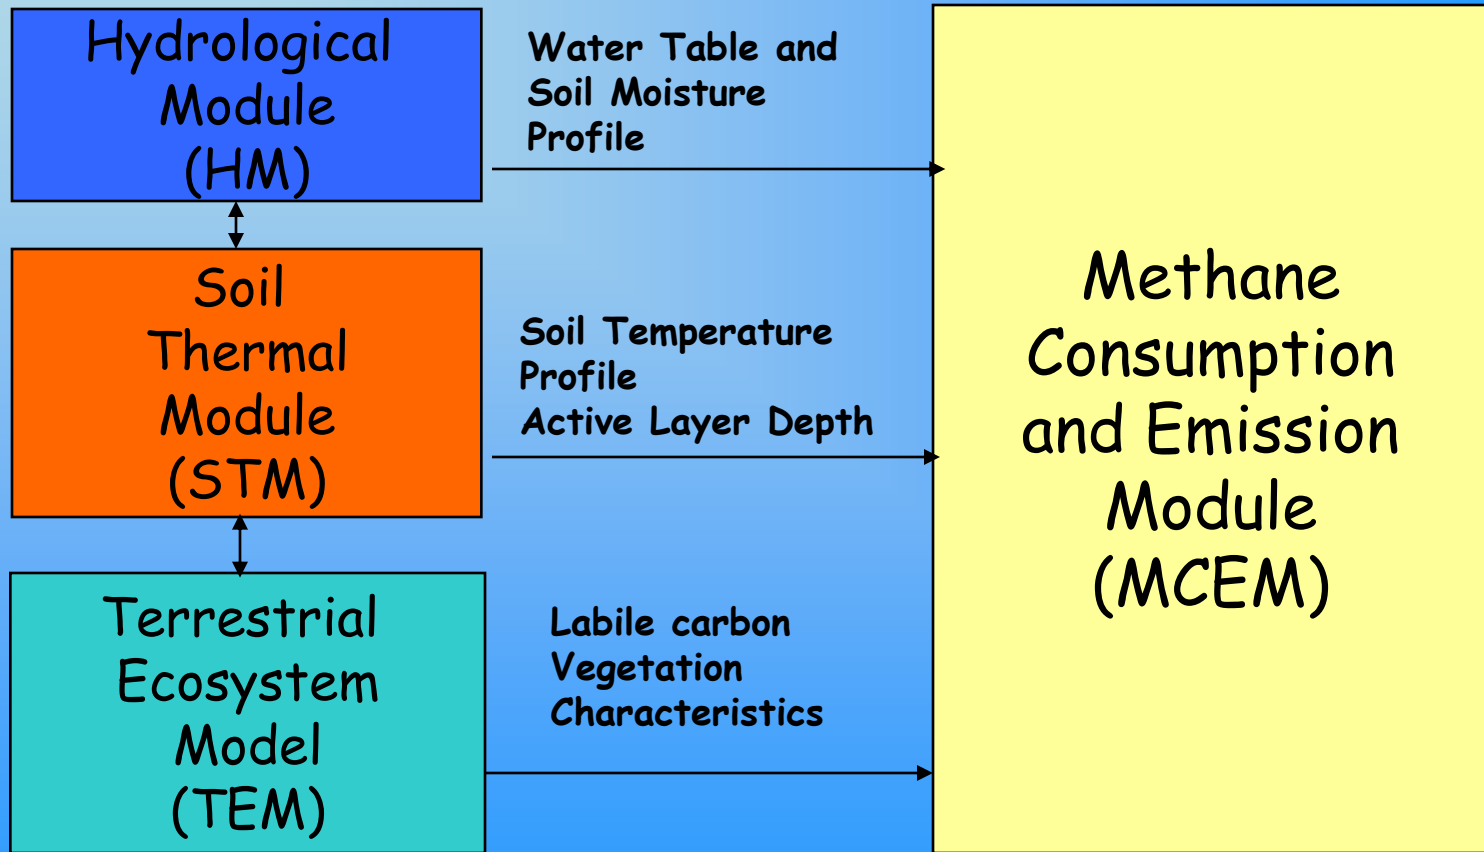 Hydrological
Module
(HM)
Water Table and
Soil Moisture
Profile
Soil
Thermal
Module
(STM)
Soil Temperature
Profile
Active Layer Depth
Terrestrial
Ecosystem
Model
(TEM)
Labile carbon
Vegetation
Characteristics
Methane
Consumption
and Emission
Module
(MCEM)